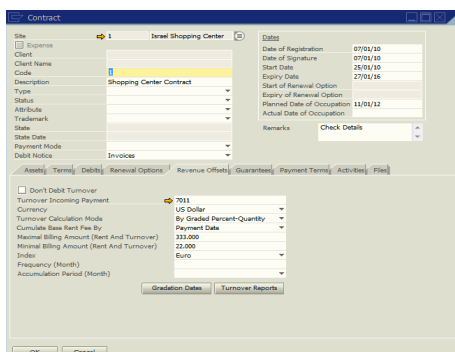 Contract
Site 1 Israel Shopping Center
Expense
Client
Client Name
Code 1
Description Shopping Center Contract
Type
Status
Attribute
Trademark
State
State Date
Payment Mode
Debit Notice Invoices
Dates
Date of Registration 07/01/10
Date of Signature 07/01/10
Start Date 25/01/10
Expiry Date 27/01/16
Start of Renewal Option
Expiry of Renewal Option
Planned Date of Occupation 11/01/12
Actual Date of Occupation
Remarks Check Details
Assets Terms Debits Renewal Options Revenue Offsets Guarantees Payment Terms Activities Files
Don't Debit Turnover
Turnover Incoming Payment 7011
Currency US Dollar
Turnover Calculation Mode By Graded Percent-Quantity
Cumulate Base Rent Fee By Payment Date
Maximal Billing Amount (Rent And Turnover) 333.000
Minimal Billing Amount (Rent And Turnover) 22.000
Index Euro
Frequency (Month)
Accumulation Period (Month)
Gradation Dates Turnover Reports
OK Cancel